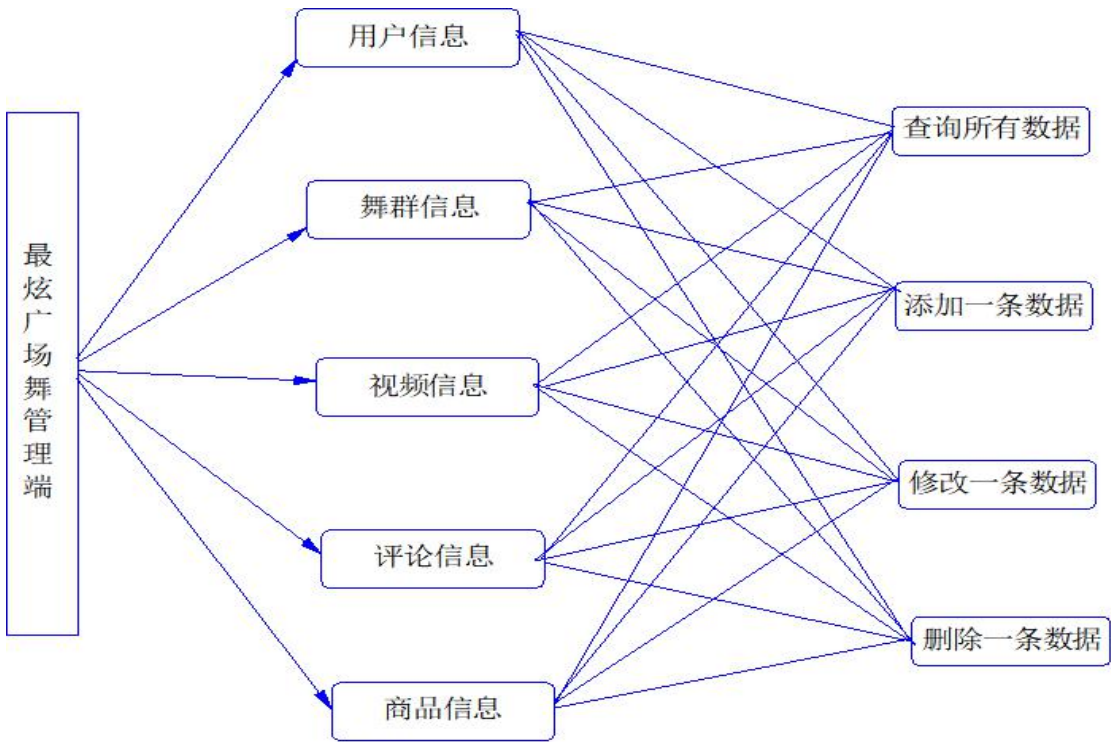 最炫广场舞管理端
用户信息
舞群信息
视频信息
评论信息
商品信息
查询所有数据
添加一条数据
修改一条数据
删除一条数据